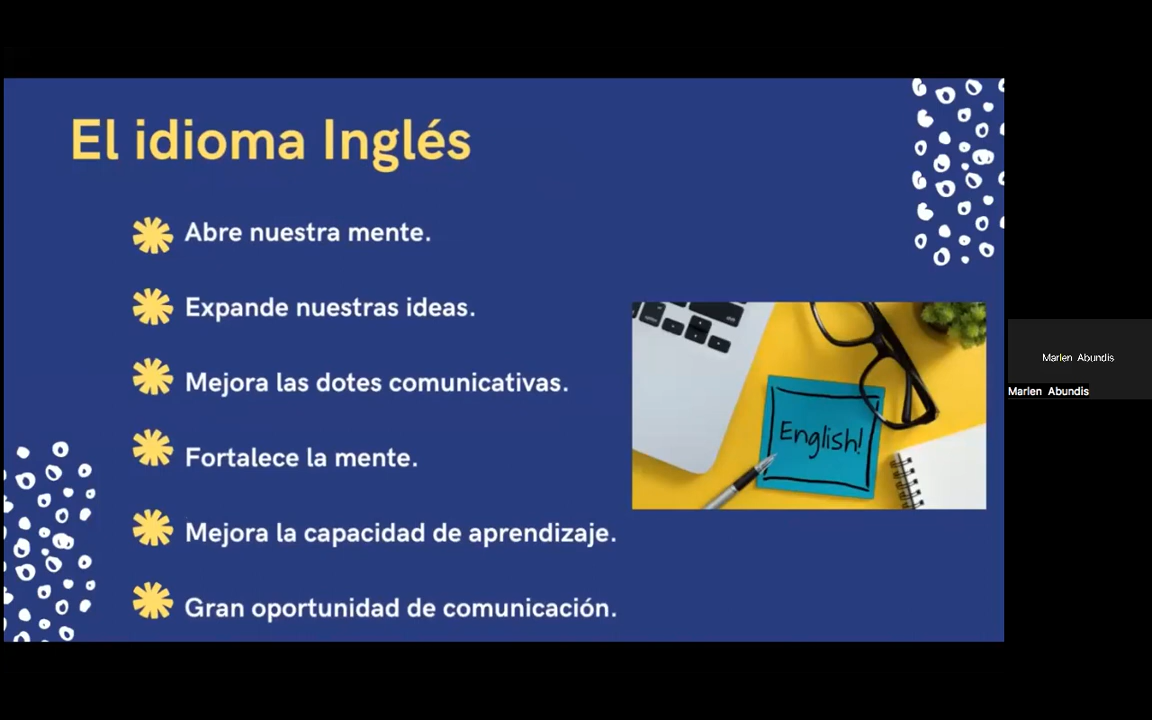 El idioma Inglés
Abre nuestra mente.
Expande nuestras ideas.
Mejora las dotes comunicativas.
Fortalece la mente.
Mejora la capacidad de aprendizaje.
Gran oportunidad de comunicación.
English!
Marlen Abundis
Marlen Abundis